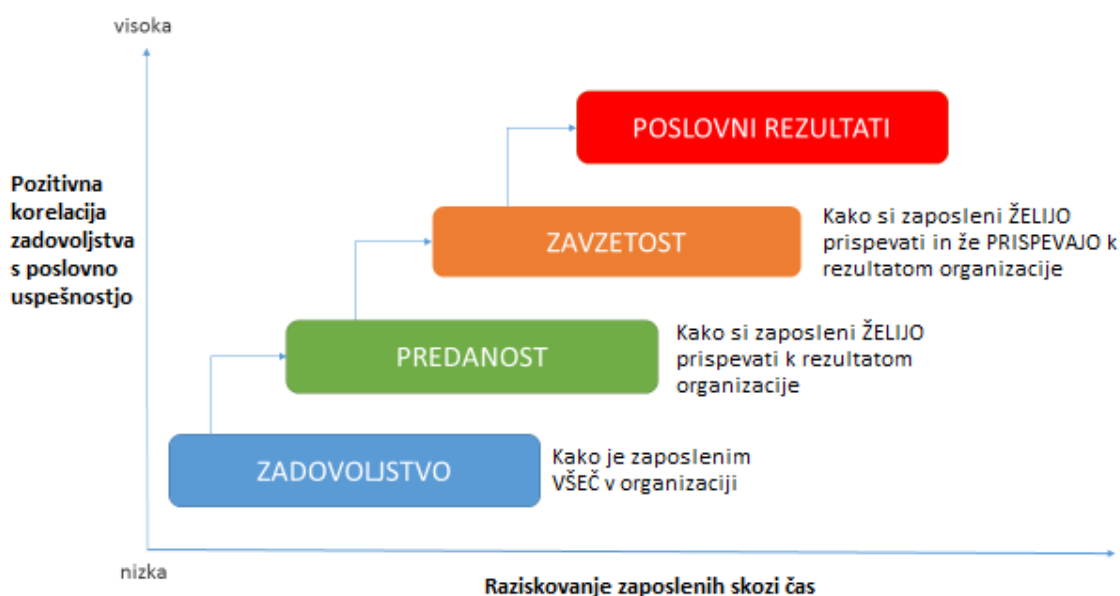 visoka
POSLOVNI REZULTATI
Pozitivna
korelacija
zadovoljstva
s poslovno
uspešnostjo
ZAVZETOST
Kako si zaposleni ŽELIJO
prispevati in že PRISPEVAJO k
rezultatom organizacije
PREDANOST
Kako si zaposleni ŽELIJO
prispevati k rezultatom
organizacije
ZADOVOLJSTVO
Kako je zaposlenim
VŠEČ v organizaciji
nizka
Raziskovanje zaposlenih skozi čas